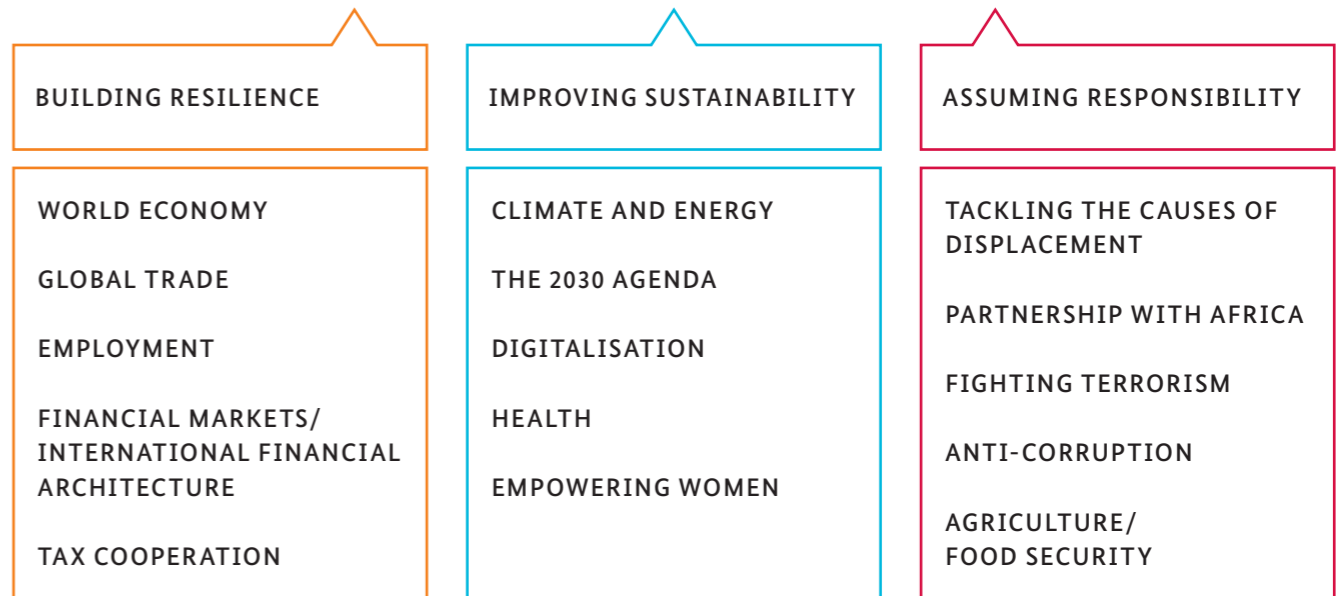 BUILDING RESILIENCE
WORLD ECONOMY
GLOBAL TRADE
EMPLOYMENT
FINANCIAL MARKETS/
INTERNATIONAL FINANCIAL
ARCHITECTURE
TAX COOPERATION
IMPROVING SUSTAINABILITY
CLIMATE AND ENERGY
THE 2030 AGENDA
DIGITALISATION
HEALTH
EMPOWERING WOMEN
ASSUMING RESPONSIBILITY
TACKLING THE CAUSES OF
DISPLACEMENT
PARTNERSHIP WITH AFRICA
FIGHTING TERRORISM
ANTI-CORRUPTION
AGRICULTURE/
FOOD SECURITY